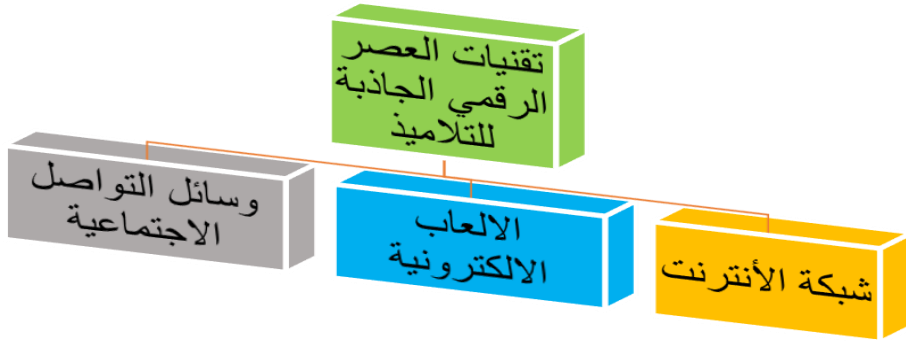 تقنيات العصر
الرقمي الجاذبة
للتلاميذ
شبكة الأنترنت
الالعاب
الالكترونية
وسائل التواصل
الاجتماعية